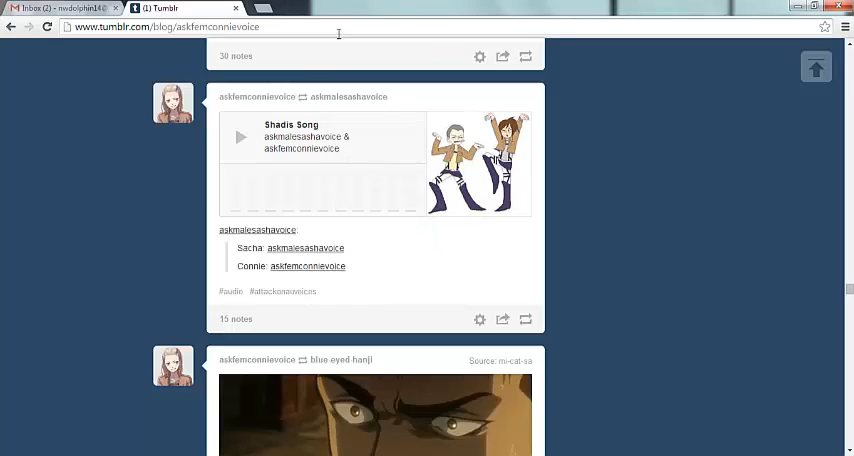 Inbox (2) - nwdolphin14@
(1) Tumblr
www.tumblr.com/blog/askfemconnievoice
30 notes
askfemconnievoice askmalesashavoice
Shadis Song
askmalesashavoice &
askfemconnievoice
askmalesashavoice:
Sacha: askmalesashavoice
Connie: askfemconnievoice
#audio #attackonauvoices
15 notes
askfemconnievoice blue-eyed-hanji
Source: mi-cat-sa